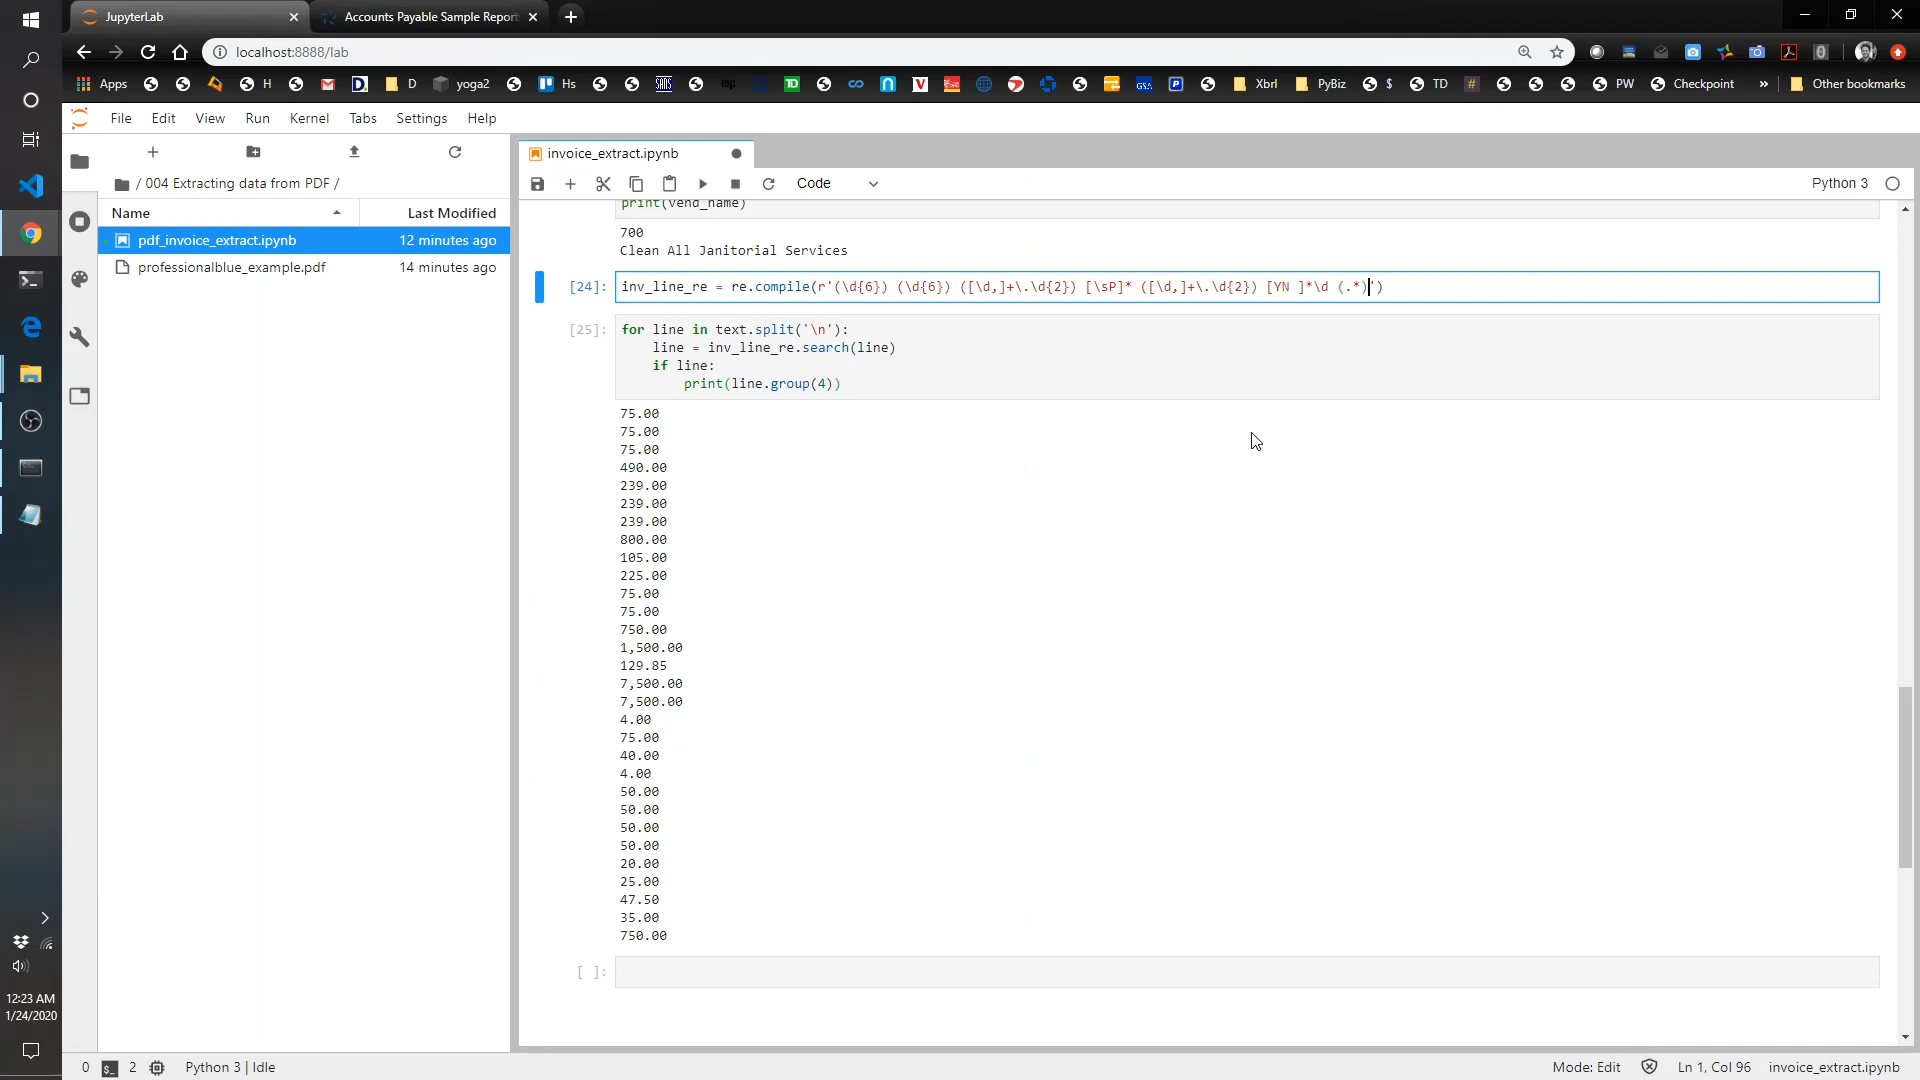 JupyterLab
Accounts Payable Sample Report
localhost:8888/lab
Apps
H
D
yoga2
Hs
SANS
TD
GSA
Xbrl
PyBiz
$
TD
#
PW
Checkpoint
»
Other bookmarks
File Edit View Run Kernel Tabs Settings Help
/ 004 Extracting data from PDF /
Name
Last Modified
pdf_invoice_extract.ipynb
12 minutes ago
professionalblue_example.pdf
14 minutes ago
invoice_extract.ipynb
Code
Python 3
print(vend_name)
700
Clean All Janitorial Services
[24]: inv_line_re = re.compile(r'(\d{6}) (\d{6}) ([\d,]+\.\d{2}) [\sP]* ([\d,]+\.\d{2}) [YN ]*\d (.*)')
[25]: for line in text.split('\n'):
line = inv_line_re.search(line)
if line:
print(line.group(4))
75.00
75.00
75.00
490.00
239.00
239.00
239.00
800.00
105.00
225.00
75.00
75.00
750.00
1,500.00
129.85
7,500.00
7,500.00
4.00
75.00
40.00
4.00
50.00
50.00
50.00
50.00
20.00
25.00
47.50
35.00
750.00
[ ]:
12:23 AM
1/24/2020
0
2
Python 3 | Idle
Mode: Edit
Ln 1, Col 96
invoice_extract.ipynb